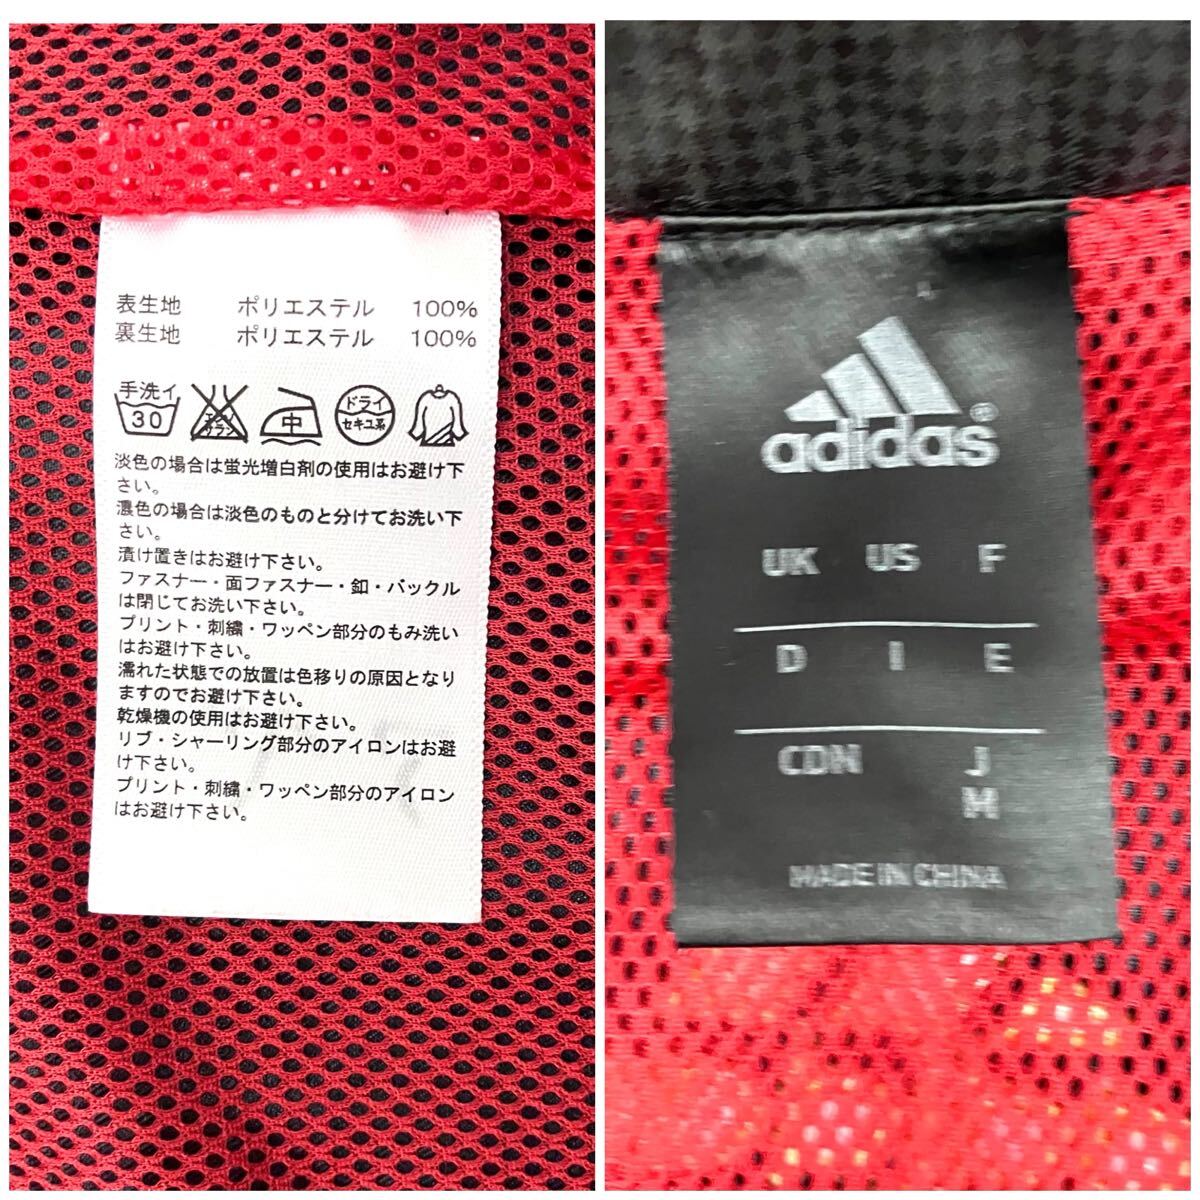 表生地 ポリエステル 100%
裏生地 ポリエステル 100%
手洗イ 30 中 ドライ セキユ系
淡色の場合は蛍光増白剤の使用はお避け下
さい。
濃色の場合は淡色のものと分けてお洗い下
さい。
漬け置きはお避け下さい。
ファスナー・面ファスナー・釦・バックル
は閉じてお洗い下さい。
プリント・刺繍・ワッペン部分のもみ洗い
はお避け下さい。
濡れた状態での放置は色移りの原因となり
ますのでお避け下さい。
乾燥機の使用はお避け下さい。
リブ・シャーリング部分のアイロンはお避
け下さい。
プリント・刺繍・ワッペン部分のアイロン
はお避け下さい。
adidas®
UK US F
D I E
CDN J
M
MADE IN CHINA